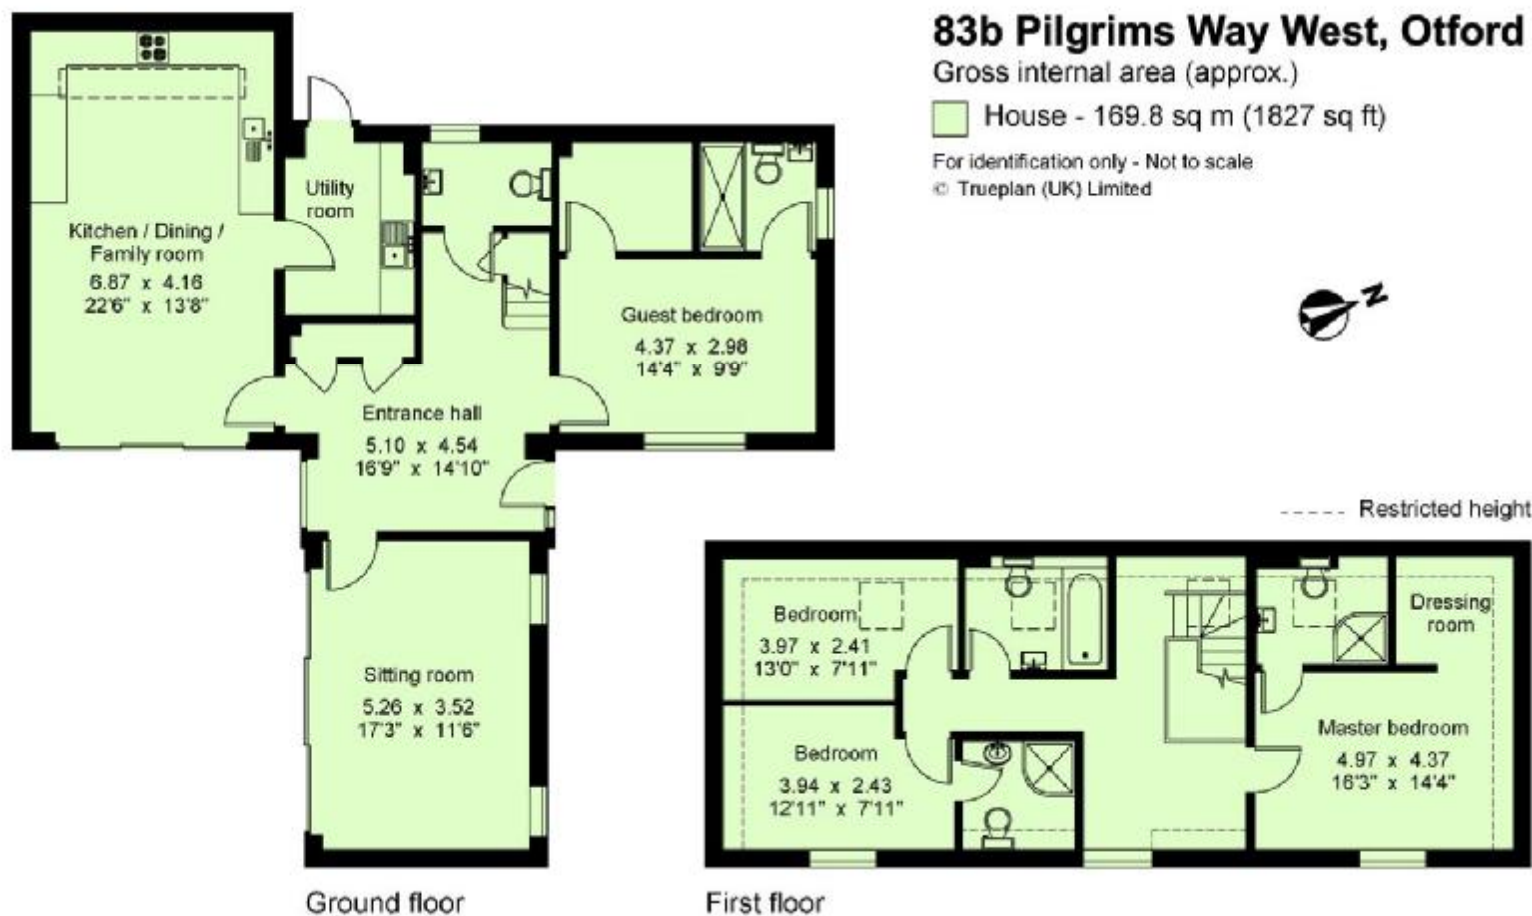 83b Pilgrims Way West, Otford
Gross internal area (approx.)
House - 169.8 sq m (1827 sq ft)
For identification only - Not to scale
© Trueplan (UK) Limited
N
Kitchen / Dining /
Family room
6.87 x 4.16
22'6" x 13'8"
Utility
room
Guest bedroom
4.37 x 2.98
14'4" x 9'9"
Entrance hall
5.10 x 4.54
16'9" x 14'10"
Sitting room
5.26 x 3.52
17'3" x 11'6"
Ground floor
Restricted height
Bedroom
3.97 x 2.41
13'0" x 7'11"
Dressing
room
Bedroom
3.94 x 2.43
12'11" x 7'11"
Master bedroom
4.97 x 4.37
16'3" x 14'4"
First floor